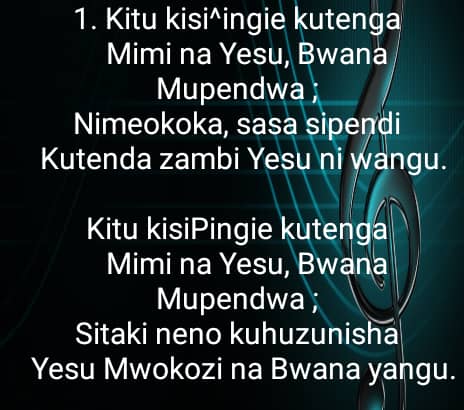 1. Kitu kisi^ingie kutenga
Mimi na Yesu, Bwana
Mupendwa ;
Nimeokoka, sasa sipendi
Kutenda zambi Yesu ni wangu.
Kitu kisiPingie kutenga
Mimi na Yesu, Bwana
Mupendwa ;
Sitaki neno kuhuzunisha
Yesu Mwokozi na Bwana yangu.